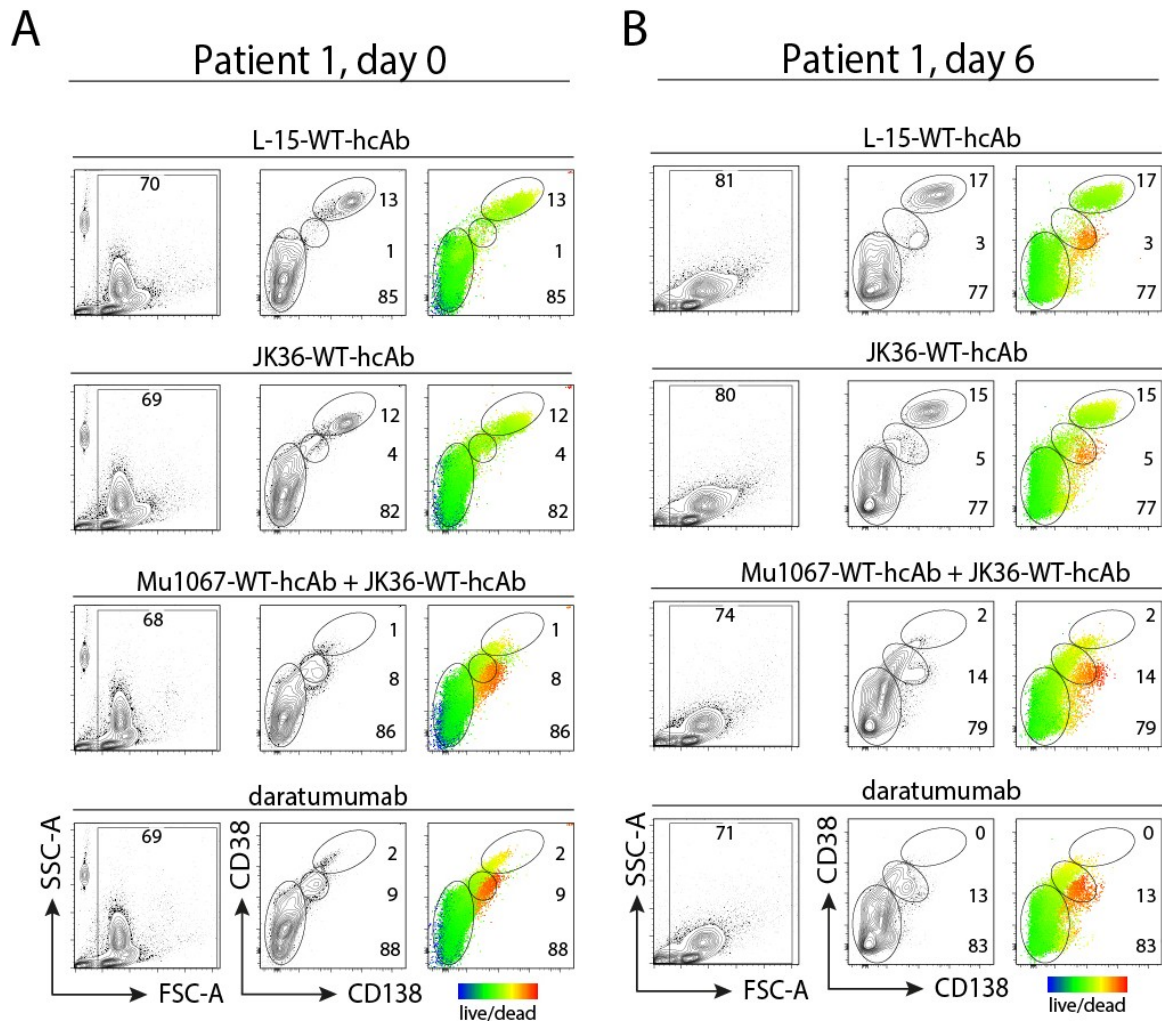 A
Patient 1, day 0
L-15-WT-hcAb
70
13
1
85
13
1
85
JK36-WT-hcAb
69
12
4
82
12
4
82
Mu1067-WT-hcAb + JK36-WT-hcAb
68
1
8
86
1
8
86
daratumumab
69
2
9
88
2
9
88
SSC-A
FSC-A
CD38
CD138
live/dead
B
Patient 1, day 6
L-15-WT-hcAb
81
17
3
77
17
3
77
JK36-WT-hcAb
80
15
5
77
15
5
77
Mu1067-WT-hcAb + JK36-WT-hcAb
74
2
14
79
2
14
79
daratumumab
71
0
13
83
0
13
83
SSC-A
FSC-A
CD38
CD138
live/dead